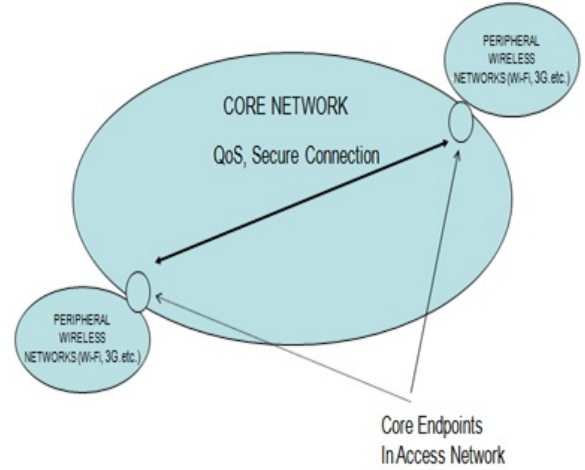 PERIPHERAL
WIRELESS
NETWORKS (Wi-Fi, 3G.etc.)
CORE NETWORK
QoS, Secure Connection
PERIPHERAL
WIRELESS
NETWORKS (Wi-Fi, 3G.etc.)
Core Endpoints
In Access Network